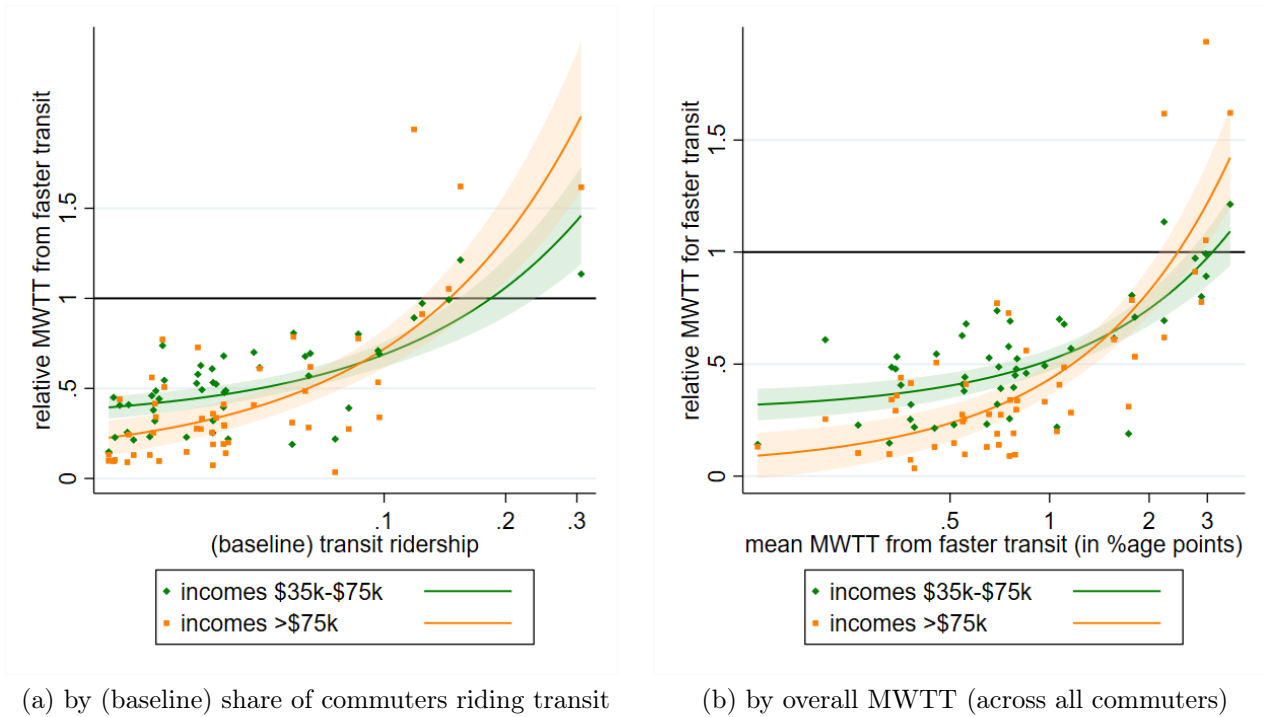 relative MWTT from faster transit
0
.5
1
1.5
.1
.2
.3
(baseline) transit ridership
incomes $35k-$75k
incomes >$75k
(a) by (baseline) share of commuters riding transit
relative MWTT for faster transit
0
.5
1
1.5
.5
1
2
3
mean MWTT from faster transit (in %age points)
incomes $35k-$75k
incomes >$75k
(b) by overall MWTT (across all commuters)